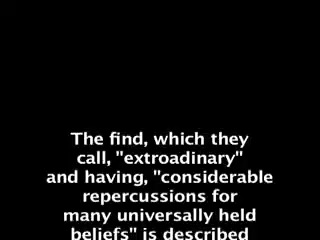 The find, which they
call, "extroadinary"
and having, "considerable
repercussions for
many universally held
beliefs" is described